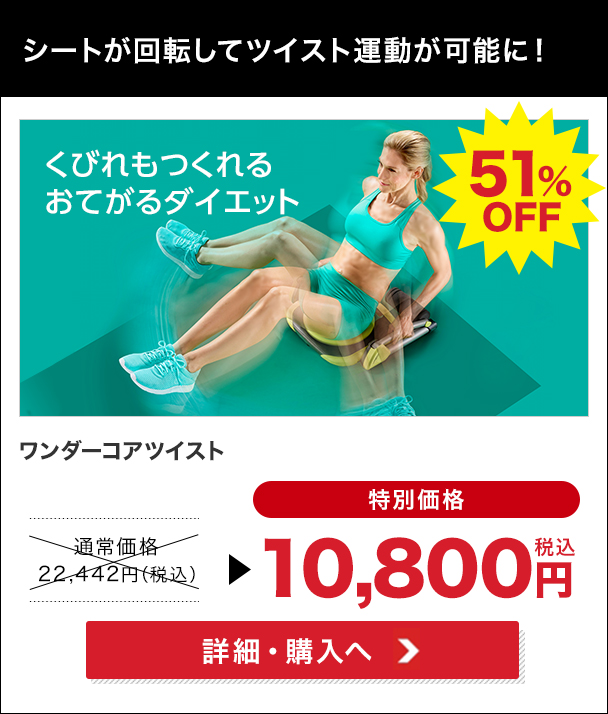 シートが回転してツイスト運動が可能に！
くびれもつくれる
おてがるダイエット
51%
OFF
ワンダーコアツイスト
特別価格
通常価格
22,442円（税込）
10,800円
税込
詳細・購入へ